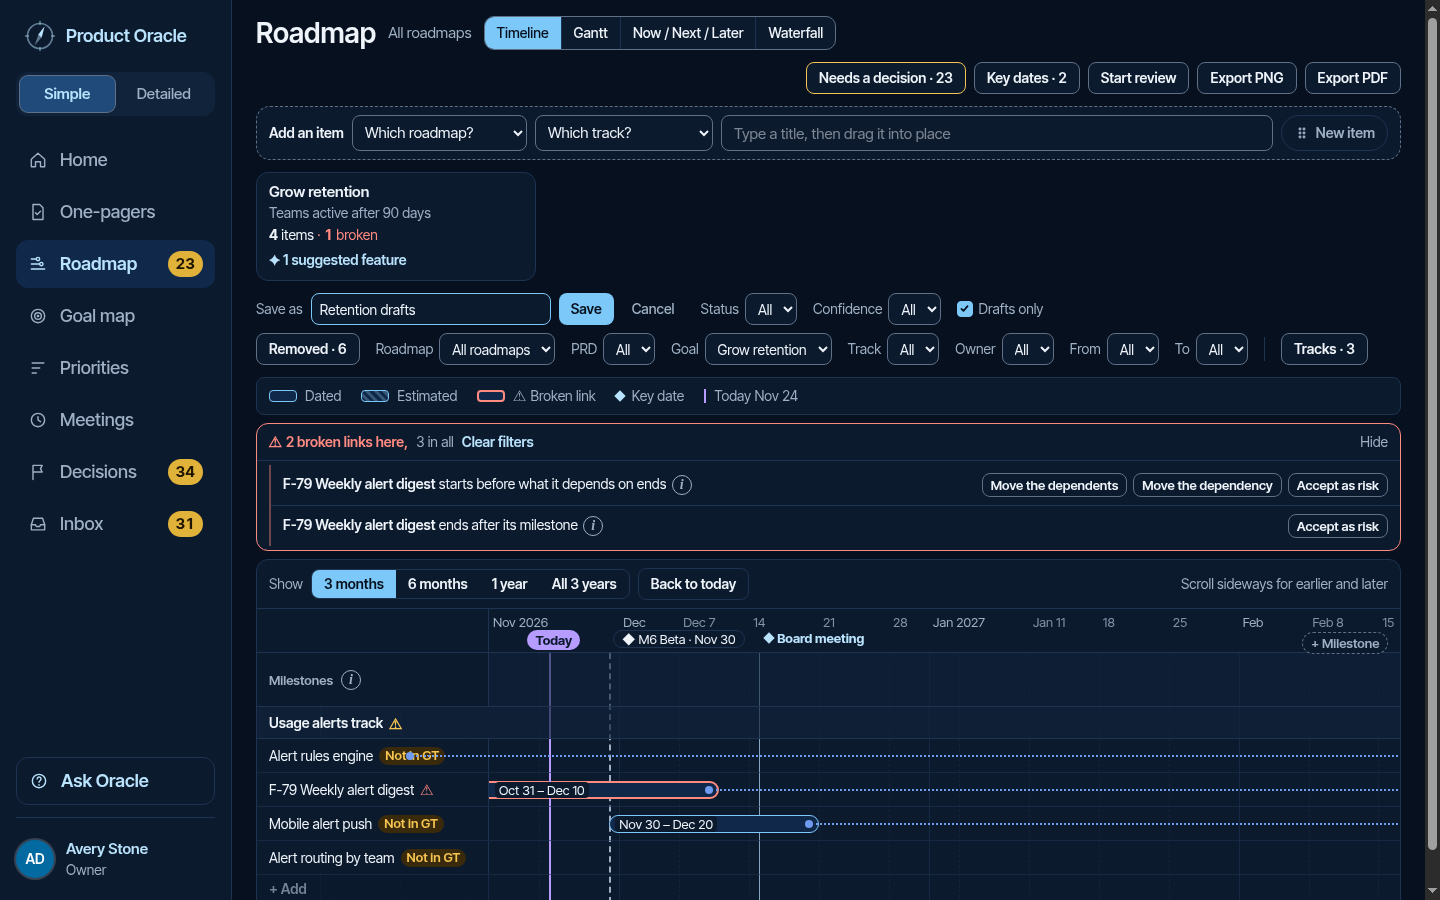 Product Oracle
Simple
Detailed
Home
One-pagers
Roadmap 23
Goal map
Priorities
Meetings
Decisions 34
Inbox 31
Ask Oracle
AD
Avery Stone
Owner
Roadmap All roadmaps Timeline Gantt Now / Next / Later Waterfall
Needs a decision · 23 Key dates · 2 Start review Export PNG Export PDF
Add an item Which roadmap? Which track? Type a title, then drag it into place New item
Grow retention
Teams active after 90 days
4 items · 1 broken
1 suggested feature
Save as Retention drafts Save Cancel Status All Confidence All Drafts only
Removed · 6 Roadmap All roadmaps PRD All Goal Grow retention Track All Owner All From All To All Tracks · 3
Dated Estimated ⚠ Broken link Key date Today Nov 24
⚠ 2 broken links here, 3 in all Clear filters Hide
F-79 Weekly alert digest starts before what it depends on ends i Move the dependents Move the dependency Accept as risk
F-79 Weekly alert digest ends after its milestone i Accept as risk
Show 3 months 6 months 1 year All 3 years Back to today Scroll sideways for earlier and later
Nov 2026 Dec Dec 7 14 21 28 Jan 2027 Jan 11 18 25 Feb Feb 8 15
Today ◆ M6 Beta · Nov 30 ◆ Board meeting + Milestone
Milestones i
Usage alerts track ⚠
Alert rules engine Not in GT
F-79 Weekly alert digest ⚠ Oct 31 – Dec 10
Mobile alert push Not in GT Nov 30 – Dec 20
Alert routing by team Not in GT
+ Add